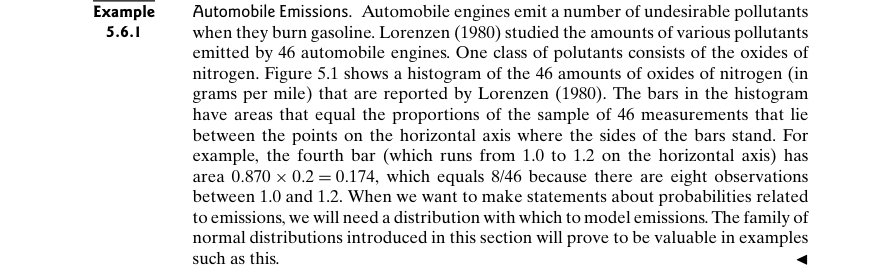 Example
5.6.1
Automobile Emissions. Automobile engines emit a number of undesirable pollutants
when they burn gasoline. Lorenzen (1980) studied the amounts of various pollutants
emitted by 46 automobile engines. One class of polutants consists of the oxides of
nitrogen. Figure 5.1 shows a histogram of the 46 amounts of oxides of nitrogen (in
grams per mile) that are reported by Lorenzen (1980). The bars in the histogram
have areas that equal the proportions of the sample of 46 measurements that lie
between the points on the horizontal axis where the sides of the bars stand. For
example, the fourth bar (which runs from 1.0 to 1.2 on the horizontal axis) has
area 0.870 × 0.2 = 0.174, which equals 8/46 because there are eight observations
between 1.0 and 1.2. When we want to make statements about probabilities related
to emissions, we will need a distribution with which to model emissions. The family of
normal distributions introduced in this section will prove to be valuable in examples
such as this.